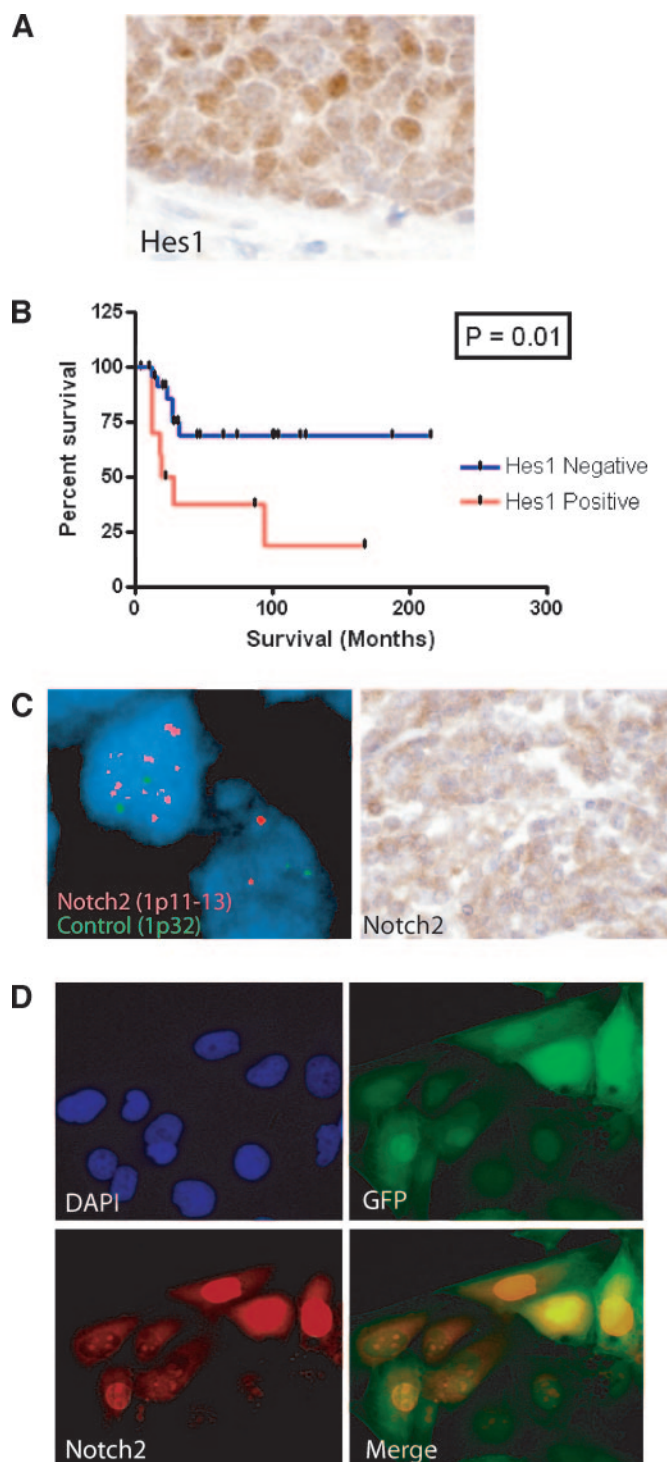 A
Hes1
B
125
100
75
50
25
0
Percent survival
P = 0.01
Hes1 Negative
Hes1 Positive
0 100 200 300
Survival (Months)
C
Notch2 (1p11-13)
Control (1p32)
Notch2
D
DAPI
GFP
Notch2
Merge